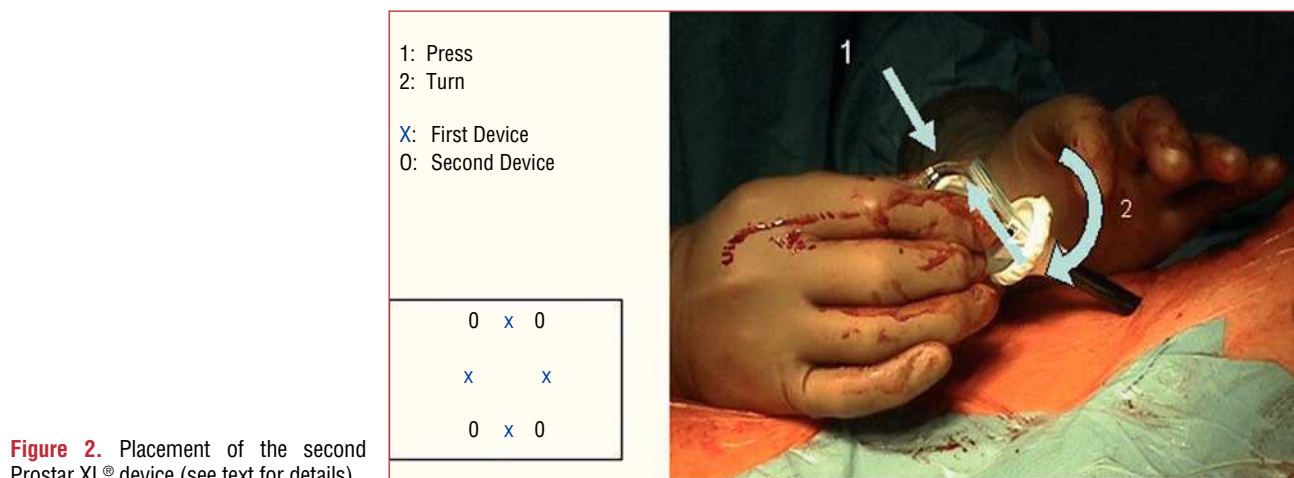 1: Press
2: Turn
X: First Device
O: Second Device
1
2
0 x 0
x x
0 x 0
Figure 2. Placement of the second
Prostar XL® device (see text for details)